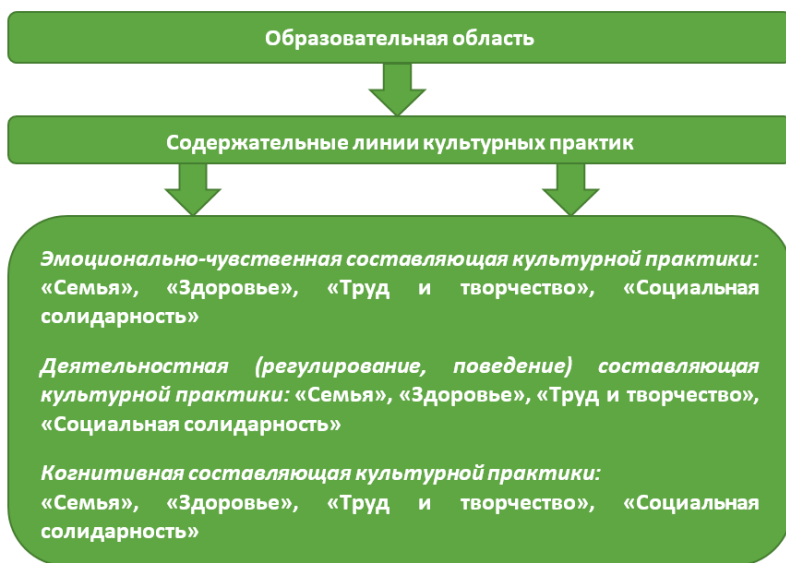 Образовательная область
Содержательные линии культурных практик
Эмоционально-чувственная составляющая культурной практики:
«Семья», «Здоровье», «Труд и творчество», «Социальная
солидарность»
Деятельностная (регулирование, поведение) составляющая
культурной практики: «Семья», «Здоровье», «Труд и творчество»,
«Социальная солидарность»
Когнитивная составляющая культурной практики:
«Семья», «Здоровье», «Труд и творчество», «Социальная
солидарность»